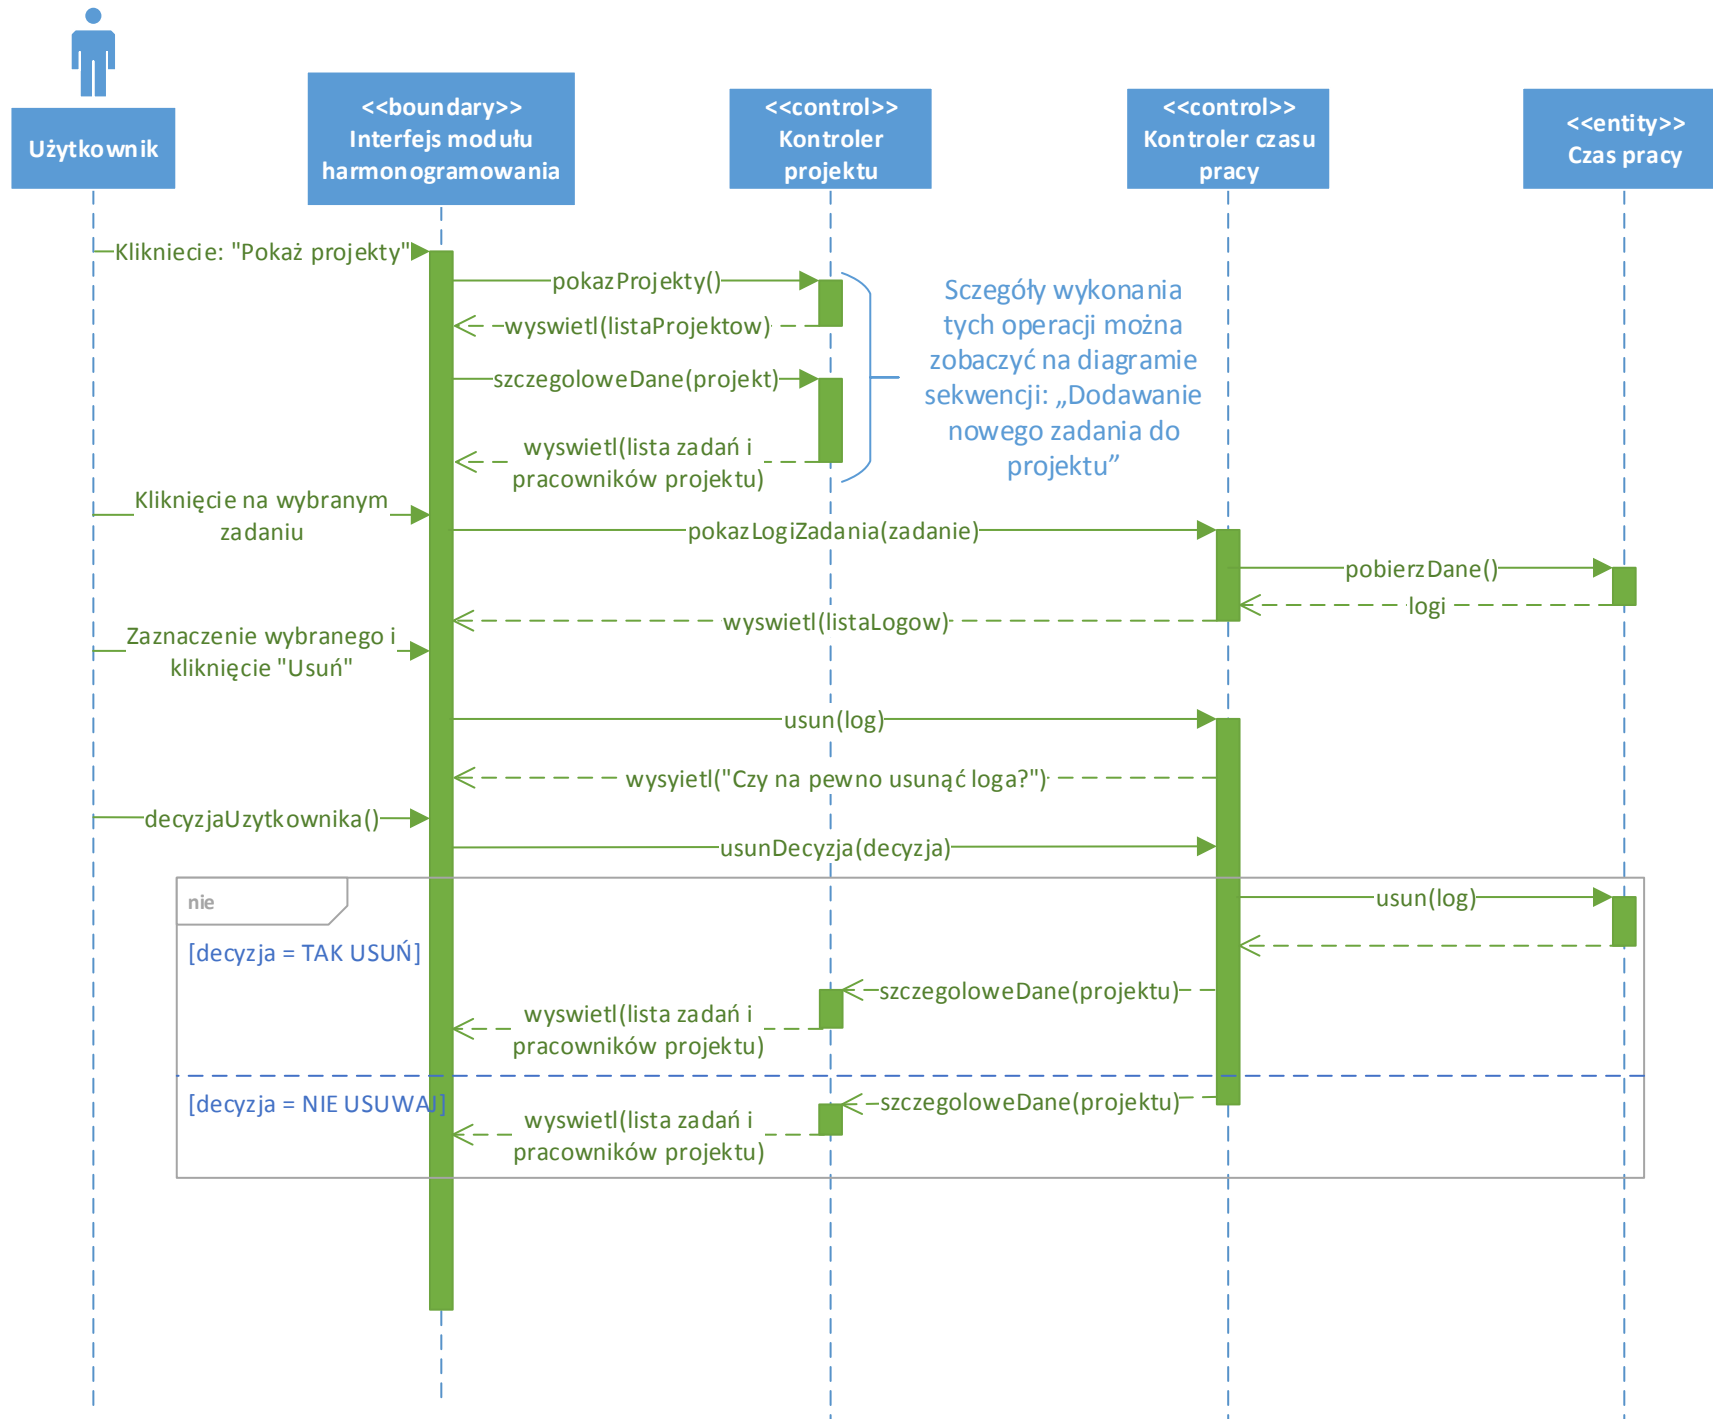 Użytkownik
<<boundary>>
Interfejs modułu
harmonogramowania
<<control>>
Kontroler
projektu
<<control>>
Kontroler czasu
pracy
<<entity>>
Czas pracy
Klikniecie: "Pokaż projekty"
pokazProjekty()
wyswietl(listaProjektow)
szczegoloweDane(projekt)
wyswietl(lista zadań i
pracowników projektu)
Sczegóły wykonania
tych operacji można
zobaczyć na diagramie
sekwencji: „Dodawanie
nowego zadania do
projektu”
Kliknięcie na wybranym
zadaniu
pokazLogiZadania(zadanie)
pobierzDane()
logi
wyswietl(listaLogow)
Zaznaczenie wybranego i
kliknięcie "Usuń"
usun(log)
wysyietl("Czy na pewno usunąć loga?")
decyzjaUzytkownika()
usunDecyzja(decyzja)
nie
usun(log)
[decyzja = TAK USUŃ]
szczegoloweDane(projektu)
wyswietl(lista zadań i
pracowników projektu)
[decyzja = NIE USUWAJ]
szczegoloweDane(projektu)
wyswietl(lista zadań i
pracowników projektu)